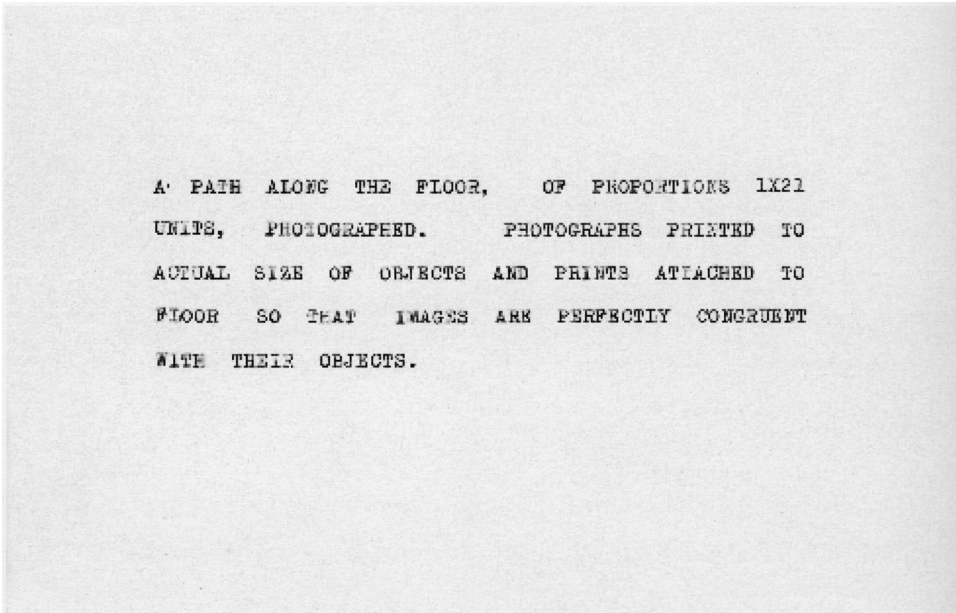 A PATH ALONG THE FLOOR, OF PROPORTIONS 1X21
UNITS, PHOTOGRAPHED. PHOTOGRAPHS PRINTED TO
ACTUAL SIZE OF OBJECTS AND PRINTS ATTACHED TO
FLOOR SO THAT IMAGES ARE PERFECTLY CONGRUENT
WITH THEIR OBJECTS.